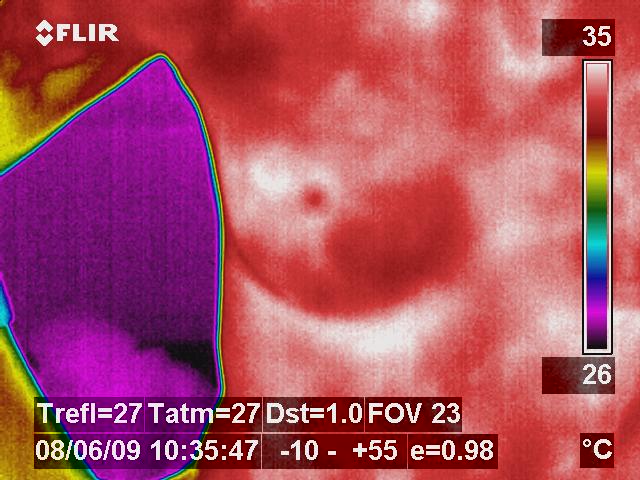 FLIR
35
26
Trefl=27 Tatm=27 Dst=1.0 FOV 23
08/06/09 10:35:47 -10 - +55 e=0.98 °C